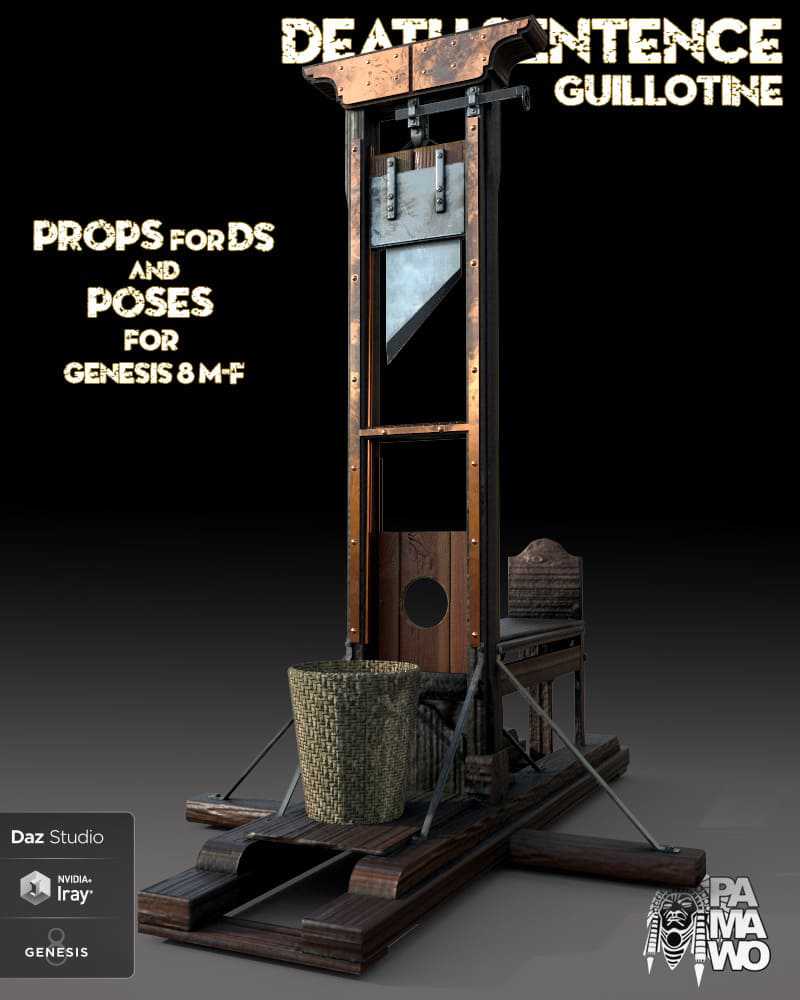 DEATH SENTENCE
GUILLOTINE
PROPS FOR DS
AND
POSES
FOR
GENESIS 8 M-F
Daz Studio
NVIDIA
Iray
8
GENESIS
PA
MA
WO